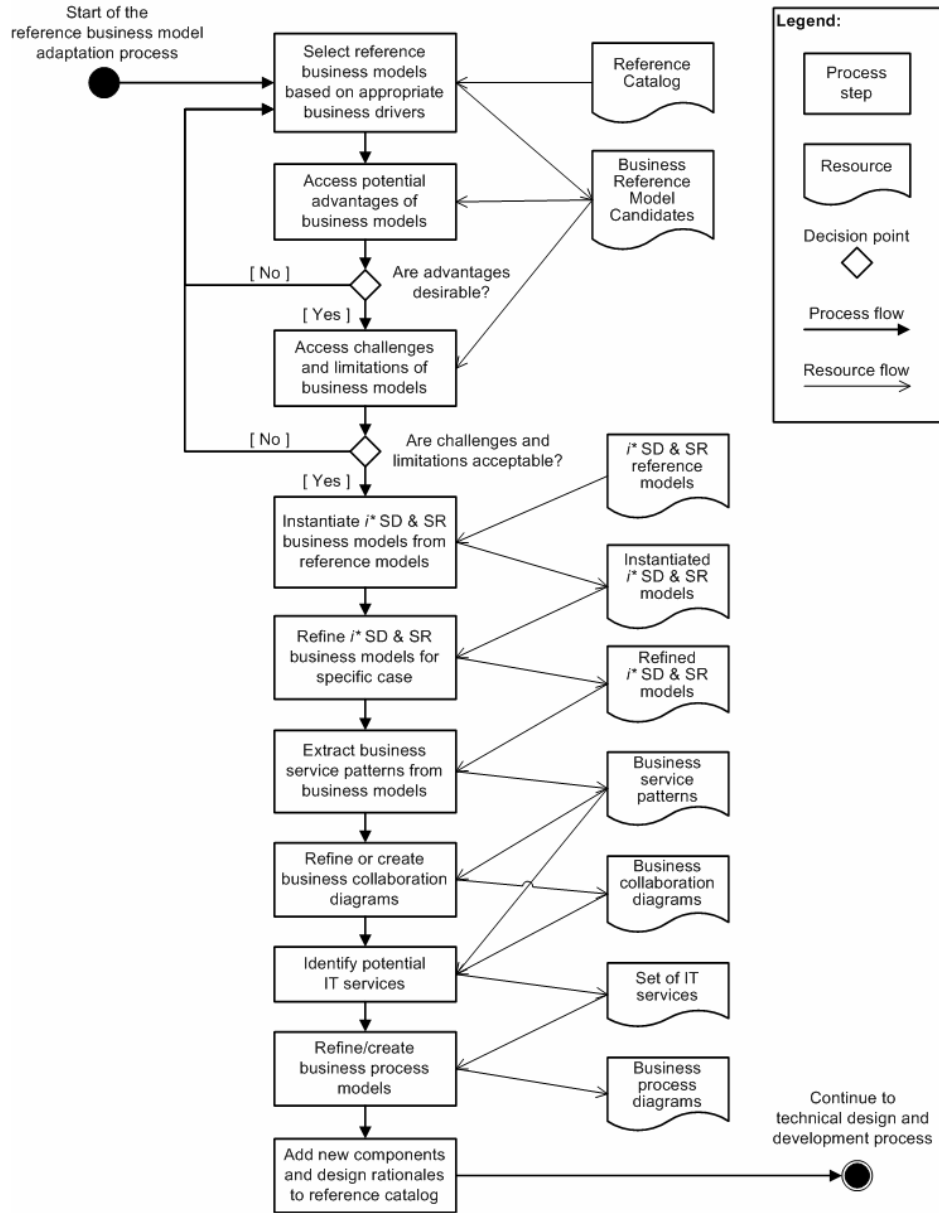 Start of the
reference business model
adaptation process
Select reference
business models
based on appropriate
business drivers
Reference
Catalog
Legend:
Process
step
Access potential
advantages of
business models
Business
Reference
Model
Candidates
Resource
Decision point
[ No ]
Are advantages
desirable?
[ Yes ]
Process flow
Access challenges
and limitations of
business models
Resource flow
[ No ]
Are challenges and
limitations acceptable?
[ Yes ]
i* SD & SR
reference
models
Instantiate i* SD & SR
business models from
reference models
Instantiated
i* SD & SR
models
Refine i* SD & SR
business models for
specific case
Refined
i* SD & SR
models
Extract business
service patterns from
business models
Business
service
patterns
Refine or create
business collaboration
diagrams
Business
collaboration
diagrams
Identify potential
IT services
Set of IT
services
Refine/create
business process
models
Business
process
diagrams
Continue to
technical design and
development process
Add new components
and design rationales
to reference catalog